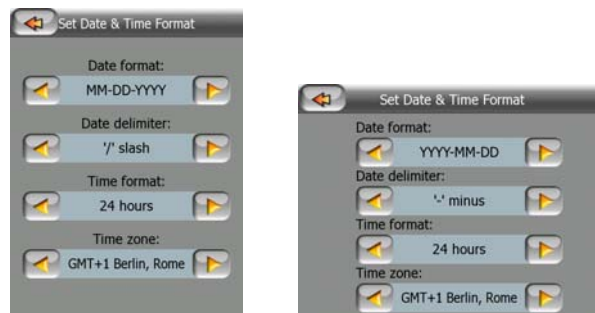 Set Date & Time Format
Date format:
MM-DD-YYYY
Date delimiter:
'/' slash
Time format:
24 hours
Time zone:
GMT+1 Berlin, Rome
Set Date & Time Format
Date format:
YYYY-MM-DD
Date delimiter:
'-' minus
Time format:
24 hours
Time zone:
GMT+1 Berlin, Rome